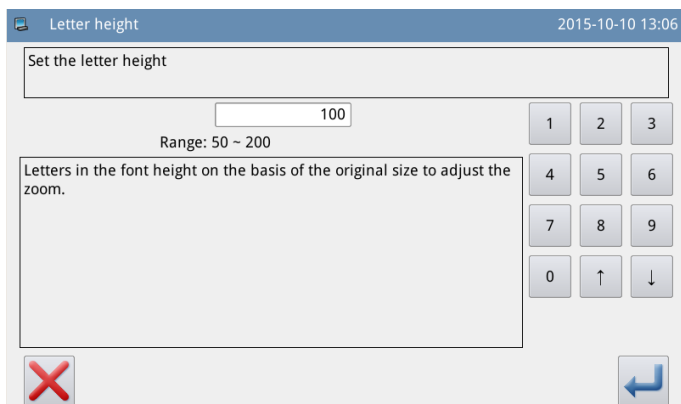 Letter height 2015-10-10 13:06
Set the letter height
100
Range: 50 ~ 200
Letters in the font height on the basis of the original size to adjust the
zoom.
1 2 3
4 5 6
7 8 9
0 ↑ ↓